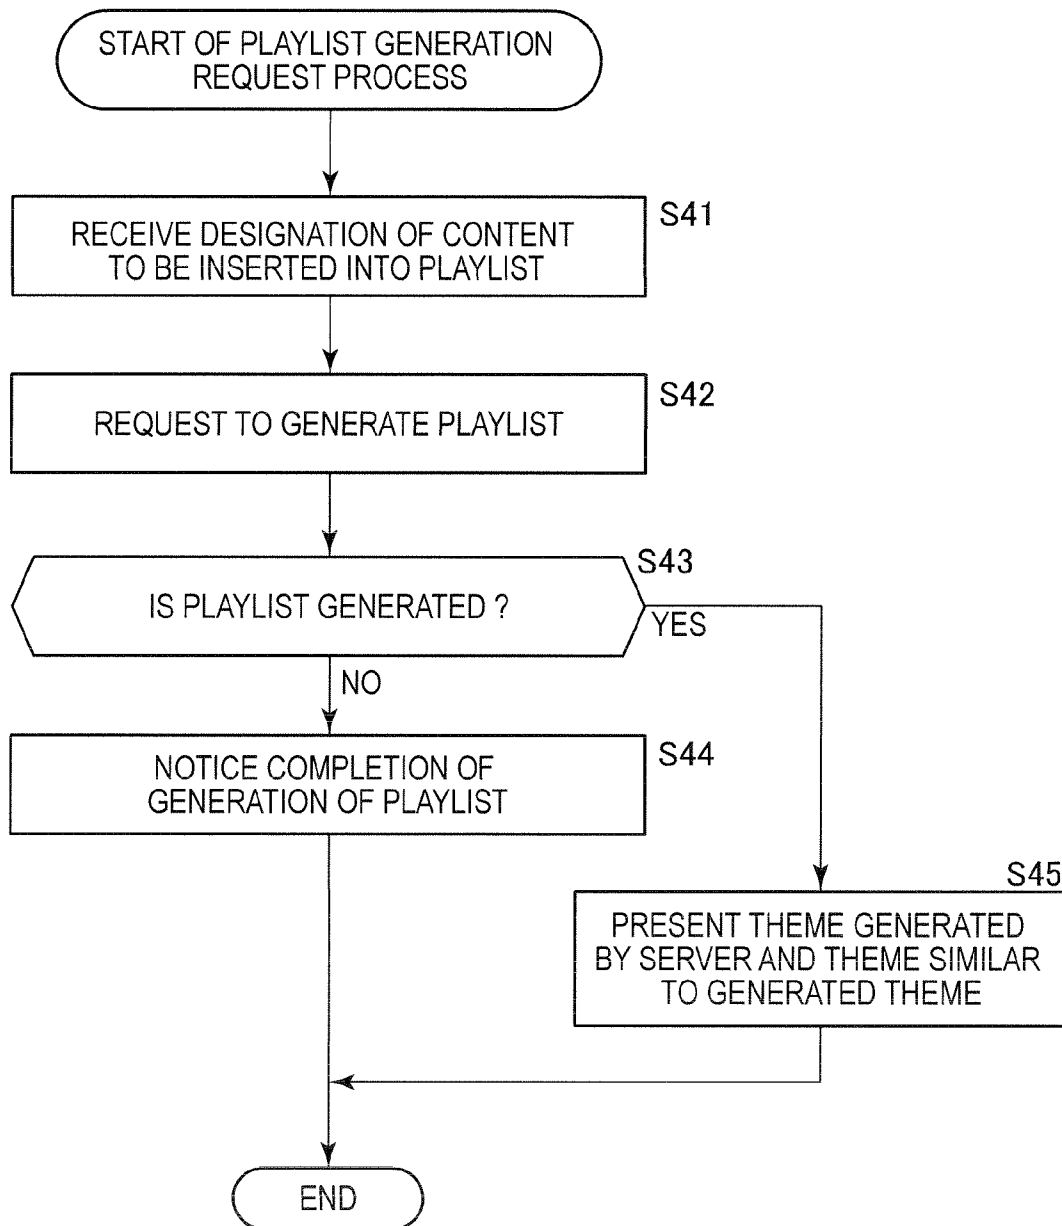 START OF PLAYLIST GENERATION
REQUEST PROCESS
S41
RECEIVE DESIGNATION OF CONTENT
TO BE INSERTED INTO PLAYLIST
S42
REQUEST TO GENERATE PLAYLIST
S43
IS PLAYLIST GENERATED ?
YES
NO
S44
NOTICE COMPLETION OF
GENERATION OF PLAYLIST
S45
PRESENT THEME GENERATED
BY SERVER AND THEME SIMILAR
TO GENERATED THEME
END